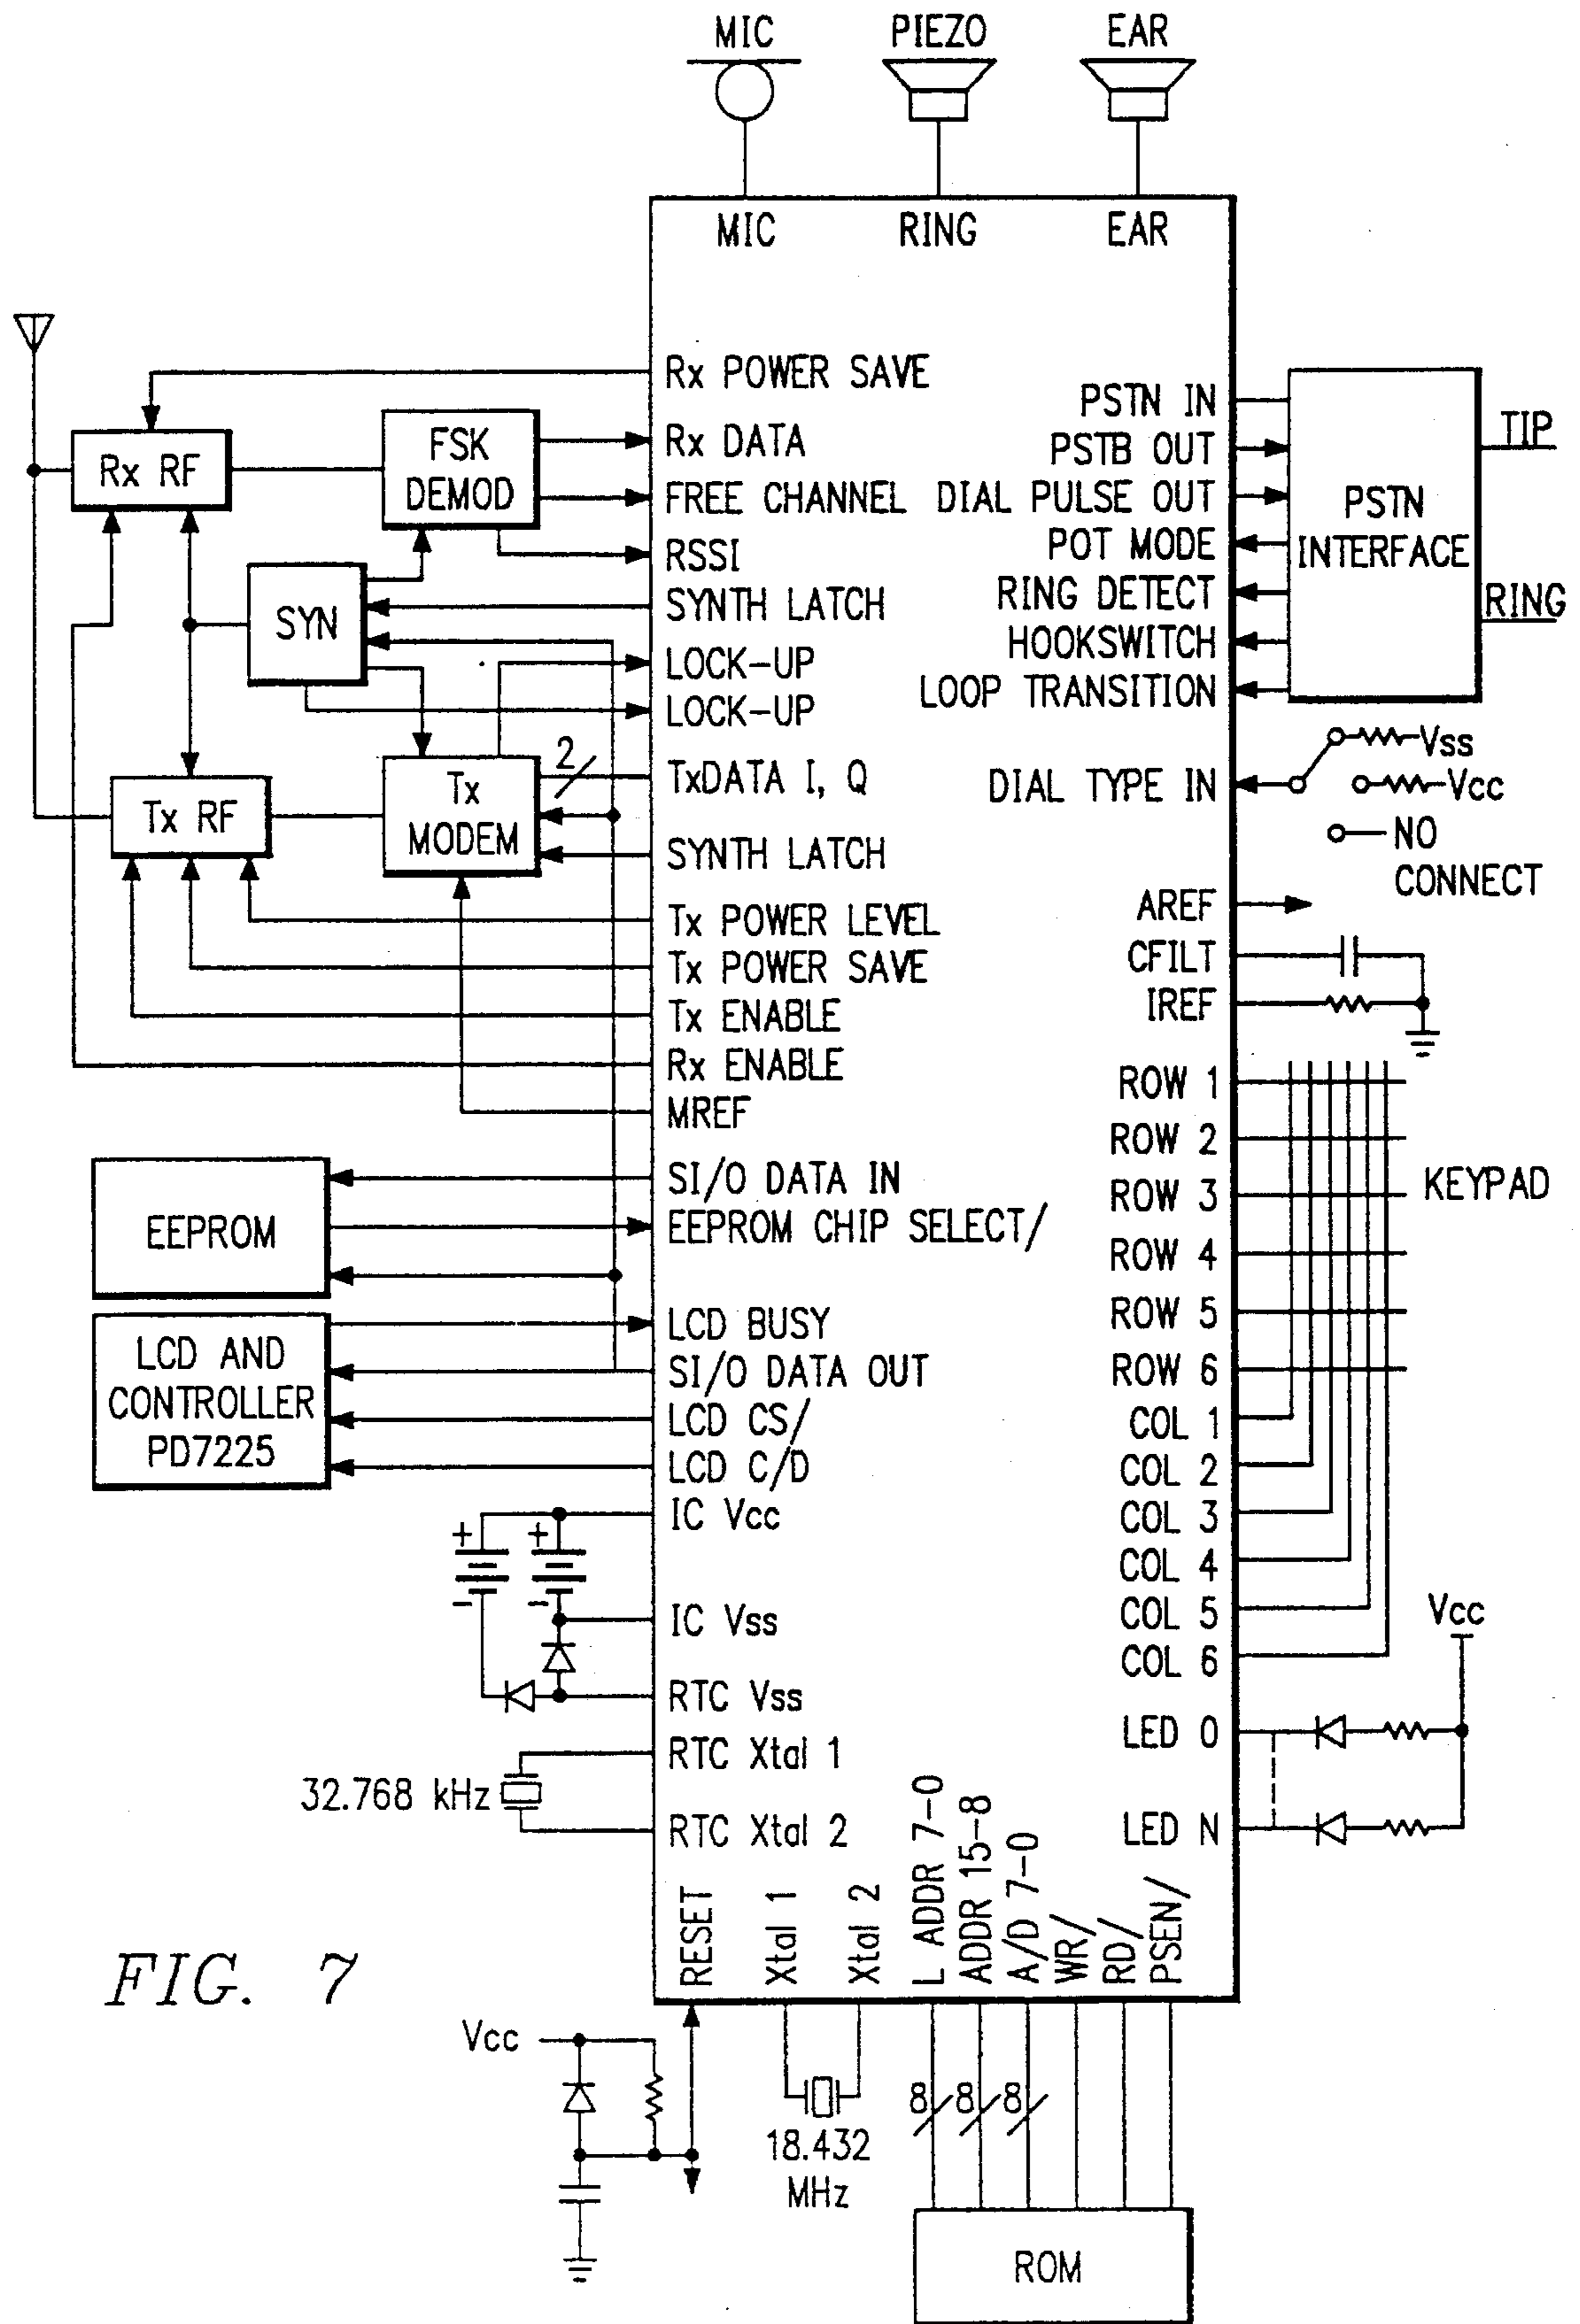 MIC
PIEZO
EAR
MIC
RING
EAR
Rx POWER SAVE
Rx DATA
FREE CHANNEL
RSSI
SYNTH LATCH
LOCK-UP
LOCK-UP
TxDATA I, Q
SYNTH LATCH
Tx POWER LEVEL
Tx POWER SAVE
Tx ENABLE
Rx ENABLE
MREF
SI/O DATA IN
EEPROM CHIP SELECT/
LCD BUSY
SI/O DATA OUT
LCD CS/
LCD C/D
IC Vcc
IC Vss
RTC Vss
RTC Xtal 1
RTC Xtal 2
Rx RF
FSK
DEMOD
SYN
Tx RF
Tx
MODEM
2
EEPROM
LCD AND
CONTROLLER
PD7225
+
+
-
-
32.768 kHz
PSTN IN
PSTB OUT
DIAL PULSE OUT
POT MODE
RING DETECT
HOOKSWITCH
LOOP TRANSITION
DIAL TYPE IN
AREF
CFILT
IREF
ROW 1
ROW 2
ROW 3
ROW 4
ROW 5
ROW 6
COL 1
COL 2
COL 3
COL 4
COL 5
COL 6
LED 0
LED N
PSTN
INTERFACE
TIP
RING
Vss
Vcc
NO
CONNECT
KEYPAD
Vcc
RESET
Xtal 1
Xtal 2
L ADDR 7-0
ADDR 15-8
A/D 7-0
WR/
RD/
PSEN/
FIG. 7
Vcc
18.432
MHz
8
8
8
ROM